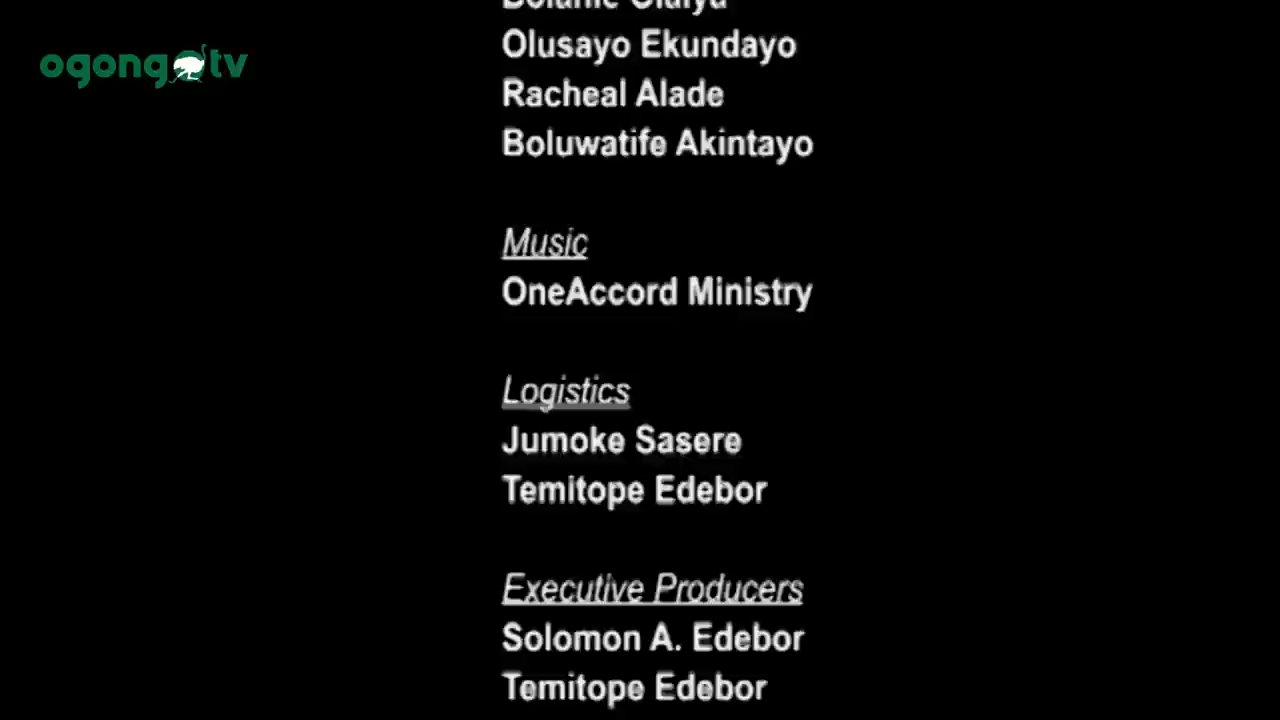 ogongotv
Olusayo Ekundayo
Racheal Alade
Boluwatife Akintayo
Music
OneAccord Ministry
Logistics
Jumoke Sasere
Temitope Edebor
Executive Producers
Solomon A. Edebor
Temitope Edebor